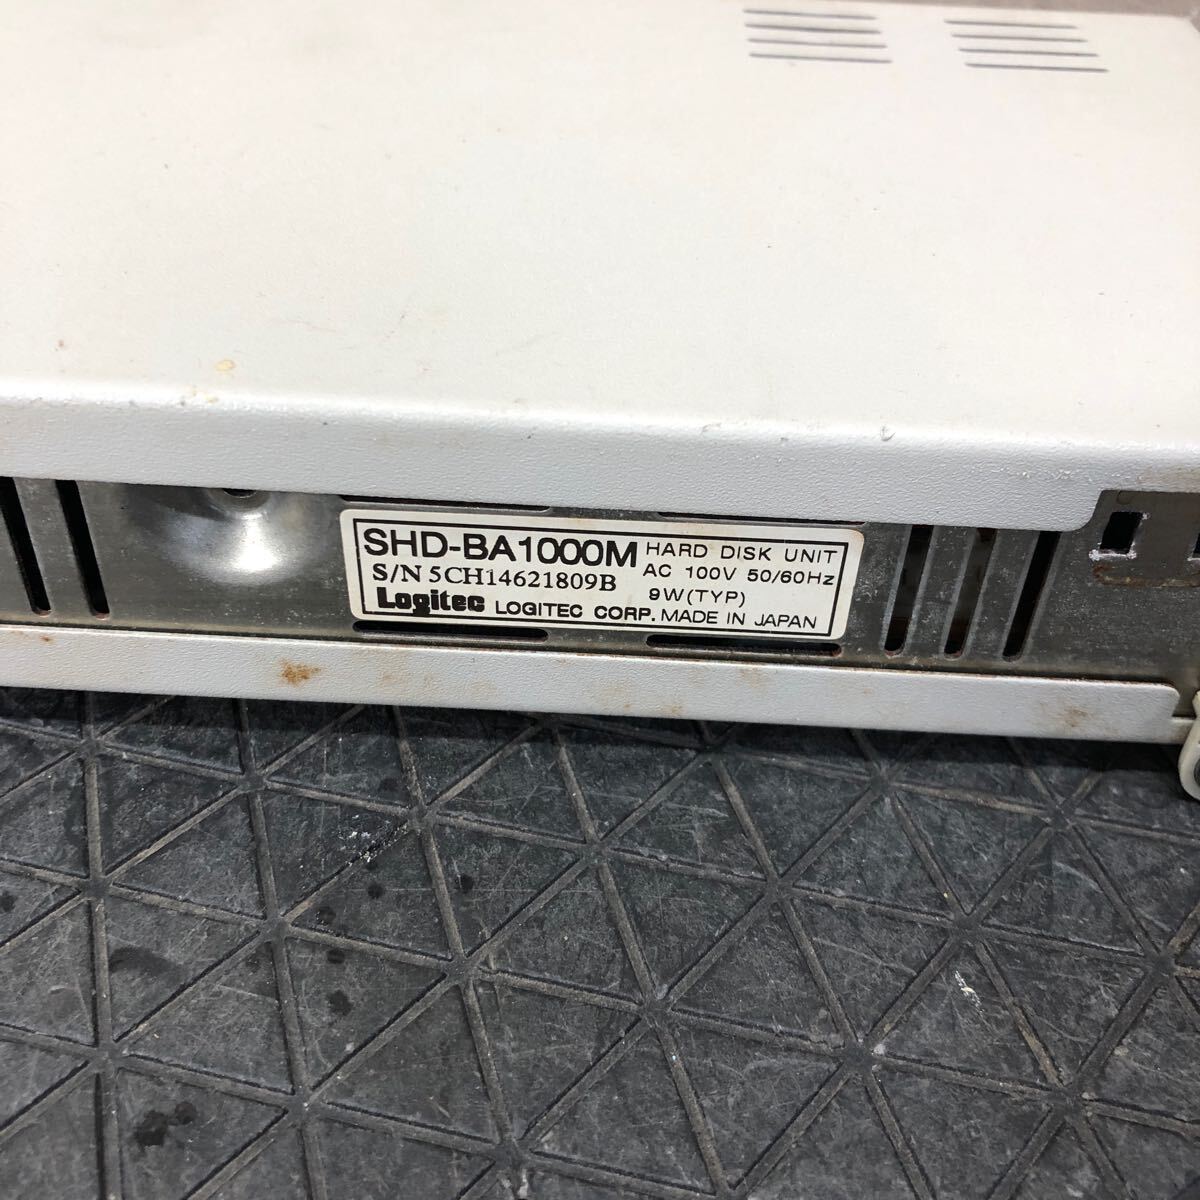 SHD-BA1000M HARD DISK UNIT
S/N 5CH14621809B AC 100V 50/60Hz
9W(TYP)
Logitec LOGITEC CORP. MADE IN JAPAN